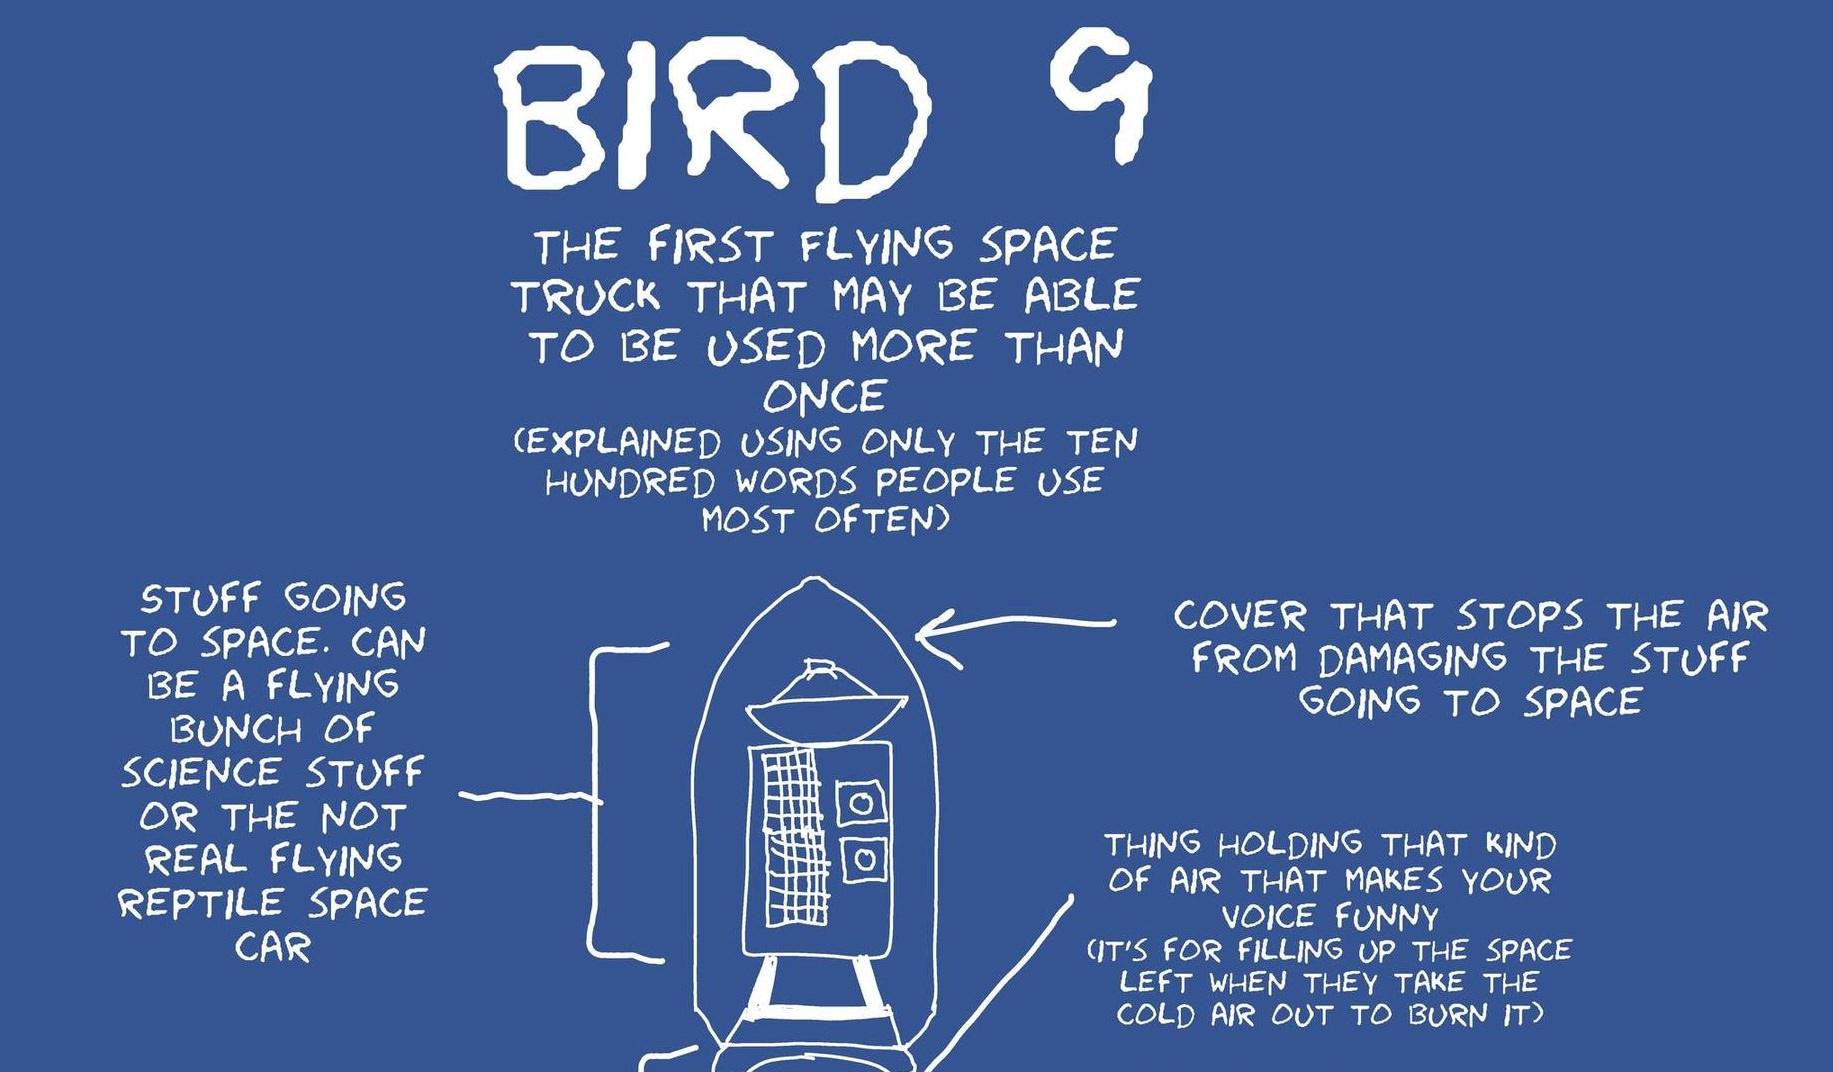 BIRD 9
THE FIRST FLYING SPACE
TRUCK THAT MAY BE ABLE
TO BE USED MORE THAN
ONCE
(EXPLAINED USING ONLY THE TEN
HUNDRED WORDS PEOPLE USE
MOST OFTEN)
STUFF GOING
TO SPACE. CAN
BE A FLYING
BUNCH OF
SCIENCE STUFF
OR THE NOT
REAL FLYING
REPTILE SPACE
CAR
COVER THAT STOPS THE AIR
FROM DAMAGING THE STUFF
GOING TO SPACE
THING HOLDING THAT KIND
OF AIR THAT MAKES YOUR
VOICE FUNNY
(IT'S FOR FILLING UP THE SPACE
LEFT WHEN THEY TAKE THE
COLD AIR OUT TO BURN IT)